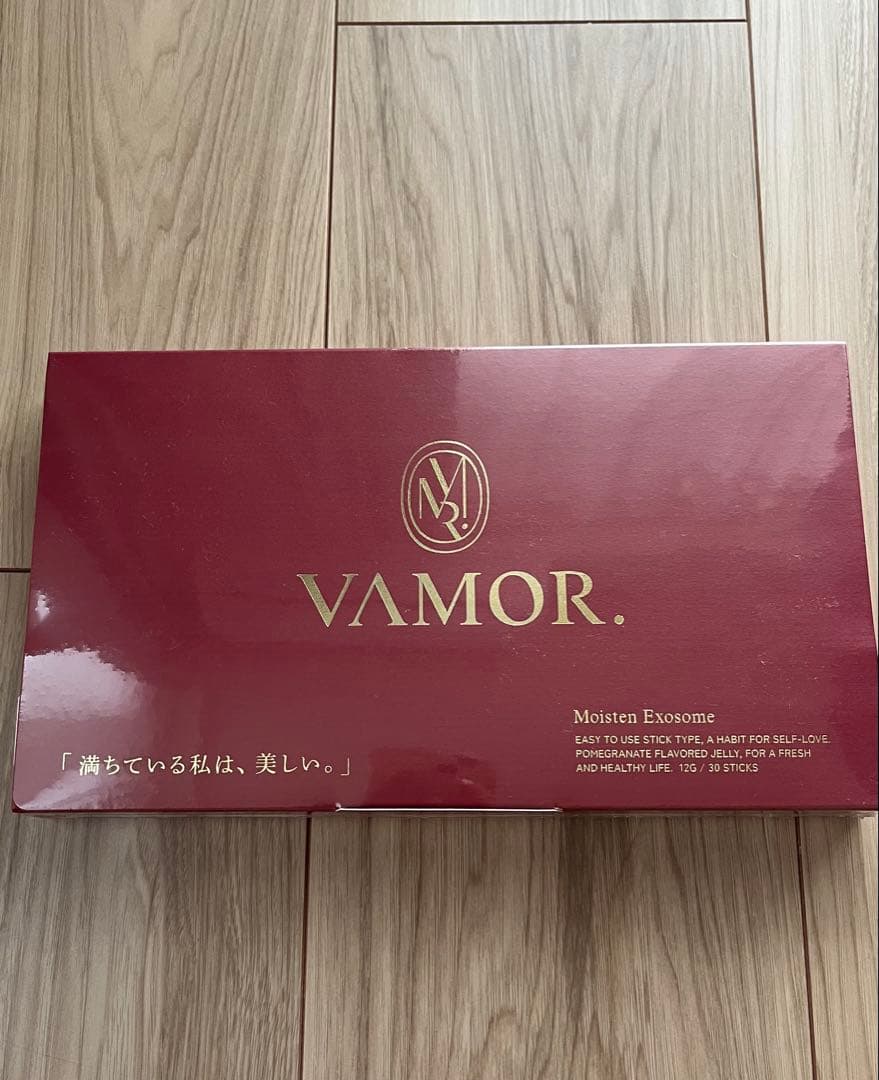 VAMOR.
Moisten Exosome
EASY TO USE STICK TYPE, A HABIT FOR SELF-LOVE.
POMEGRANATE FLAVORED JELLY, FOR A FRESH
AND HEALTHY LIFE. 12G / 30 STICKS
「満ちている私は、美しい。」